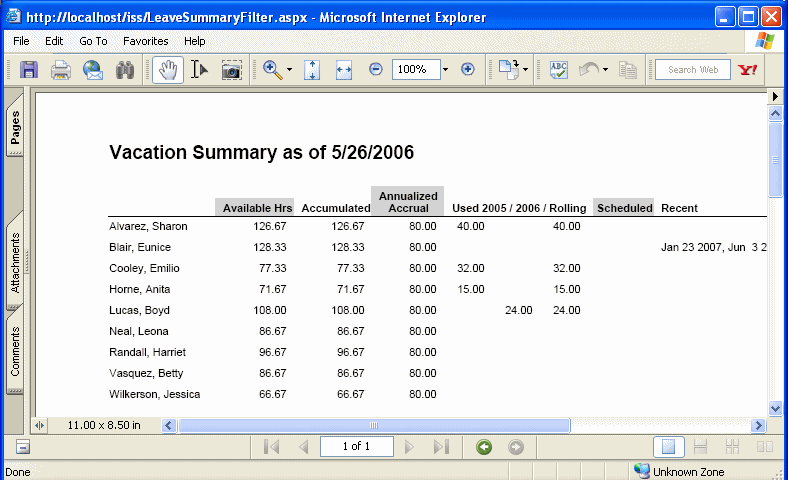 http://localhost/iss/LeaveSummaryFilter.aspx - Microsoft Internet Explorer
File Edit Go To Favorites Help
100% ABC Search Web Y!
Pages
Attachments
Comments
Vacation Summary as of 5/26/2006
Available Hrs Accumulated Annualized Accrual Used 2005 / 2006 / Rolling Scheduled Recent
Alvarez, Sharon 126.67 126.67 80.00 40.00 40.00
Blair, Eunice 128.33 128.33 80.00 Jan 23 2007, Jun 3 2
Cooley, Emilio 77.33 77.33 80.00 32.00 32.00
Horne, Anita 71.67 71.67 80.00 15.00 15.00
Lucas, Boyd 108.00 108.00 80.00 24.00 24.00
Neal, Leona 86.67 86.67 80.00
Randall, Harriet 96.67 96.67 80.00
Vasquez, Betty 86.67 86.67 80.00
Wilkerson, Jessica 66.67 66.67 80.00
11.00 x 8.50 in
1 of 1
Done Unknown Zone